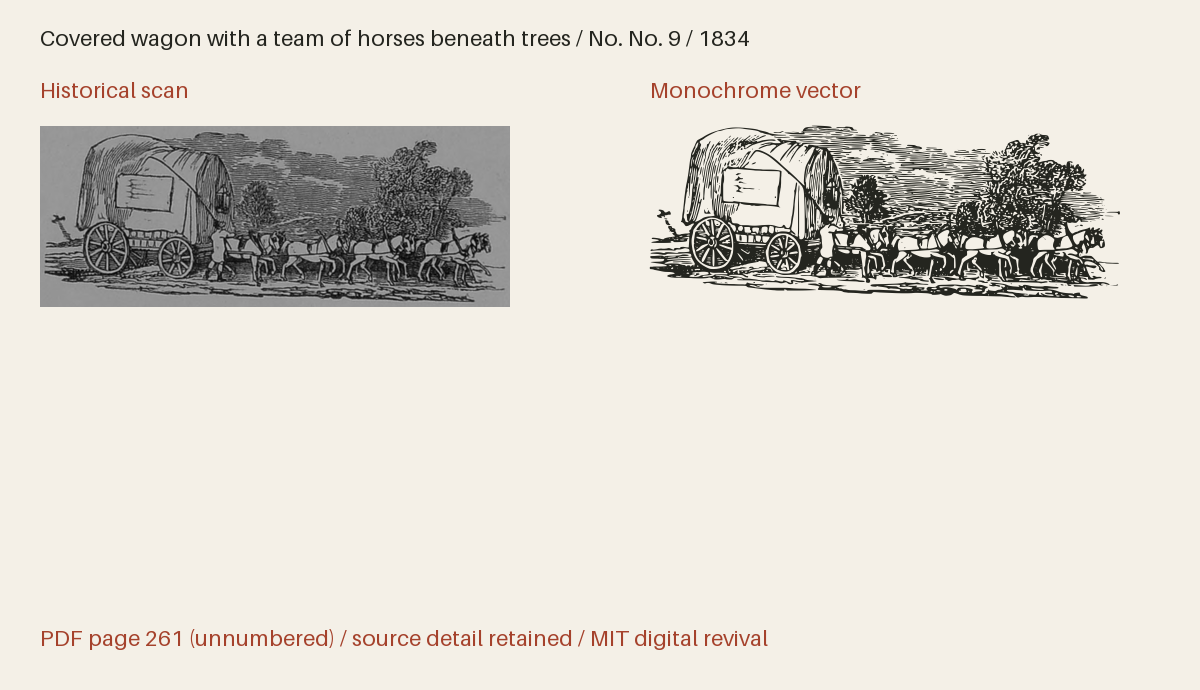 Covered wagon with a team of horses beneath trees / No. No. 9 / 1834
Historical scan
Monochrome vector
PDF page 261 (unnumbered) / source detail retained / MIT digital revival